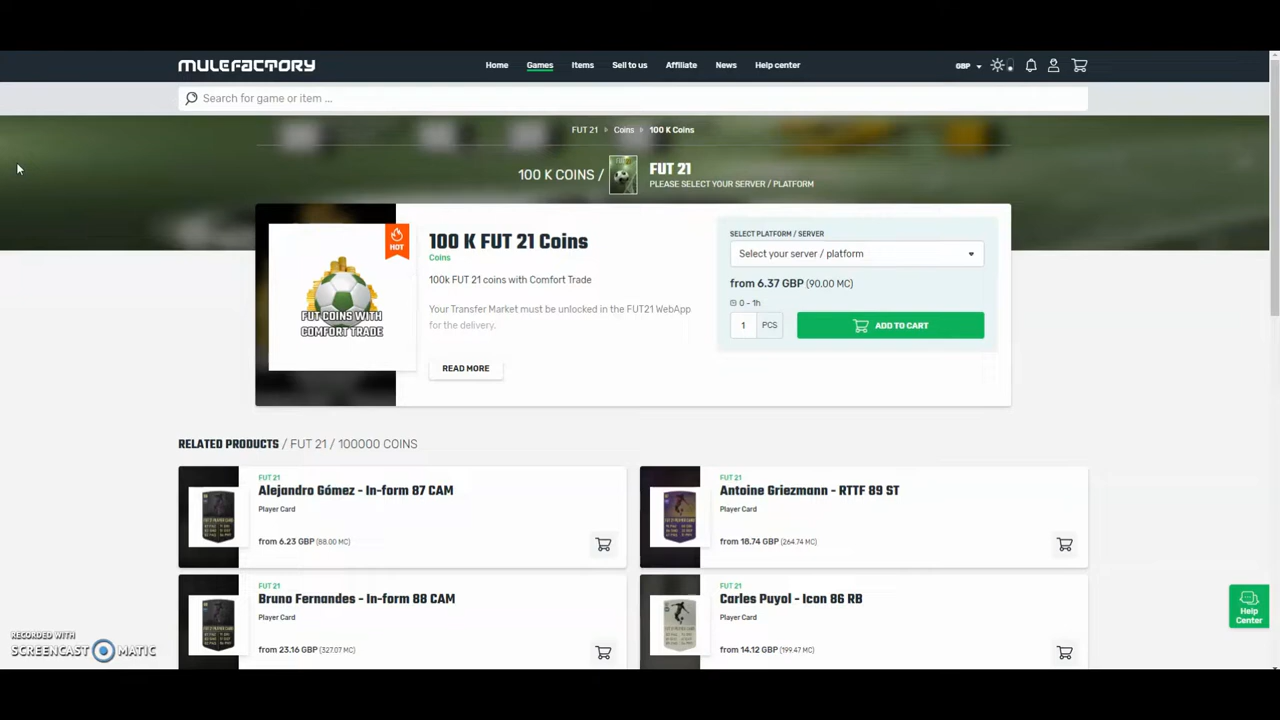 MULEFACTORY
Home Games Items Sell to us Affiliate News Help center
GBP
Search for game or item ...
FUT 21 Coins 100 K Coins
100 K COINS / FUT 21
PLEASE SELECT YOUR SERVER / PLATFORM
HOT
FUT COINS WITH
COMFORT TRADE
100 K FUT 21 Coins
Coins
100k FUT 21 coins with Comfort Trade
Your Transfer Market must be unlocked in the FUT21 WebApp
for the delivery.
READ MORE
SELECT PLATFORM / SERVER
Select your server / platform
from 6.37 GBP (90.00 MC)
0 - 1h
1 PCS
ADD TO CART
RELATED PRODUCTS / FUT 21 / 100000 COINS
FUT 21
Alejandro Gómez - In-form 87 CAM
Player Card
from 6.23 GBP (88.00 MC)
FUT 21
Antoine Griezmann - RTTF 89 ST
Player Card
from 18.74 GBP (264.74 MC)
FUT 21
Bruno Fernandes - In-form 88 CAM
Player Card
from 23.16 GBP (327.07 MC)
FUT 21
Carles Puyol - Icon 86 RB
Player Card
from 14.12 GBP (199.47 MC)
Help
Center
RECORDED WITH
SCREENCAST MATIC